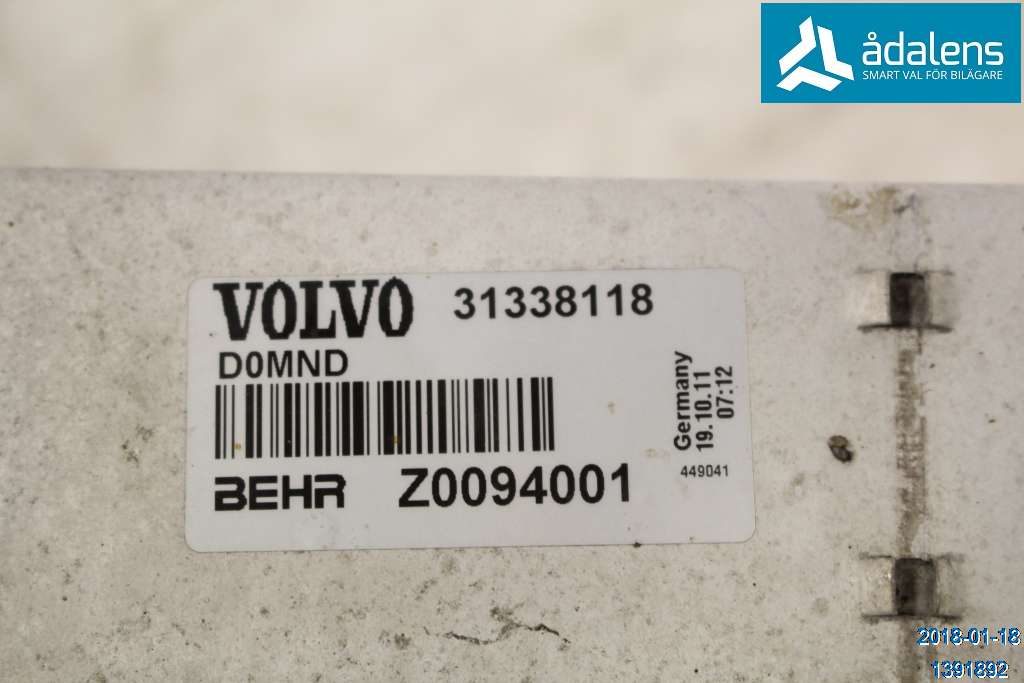 ådalens
SMART VAL FÖR BILÄGARE
VOLVO 31338118
D0MND
Germany
19.10.11
07:12
449041
BEHR Z0094001
2018-01-18
1391892